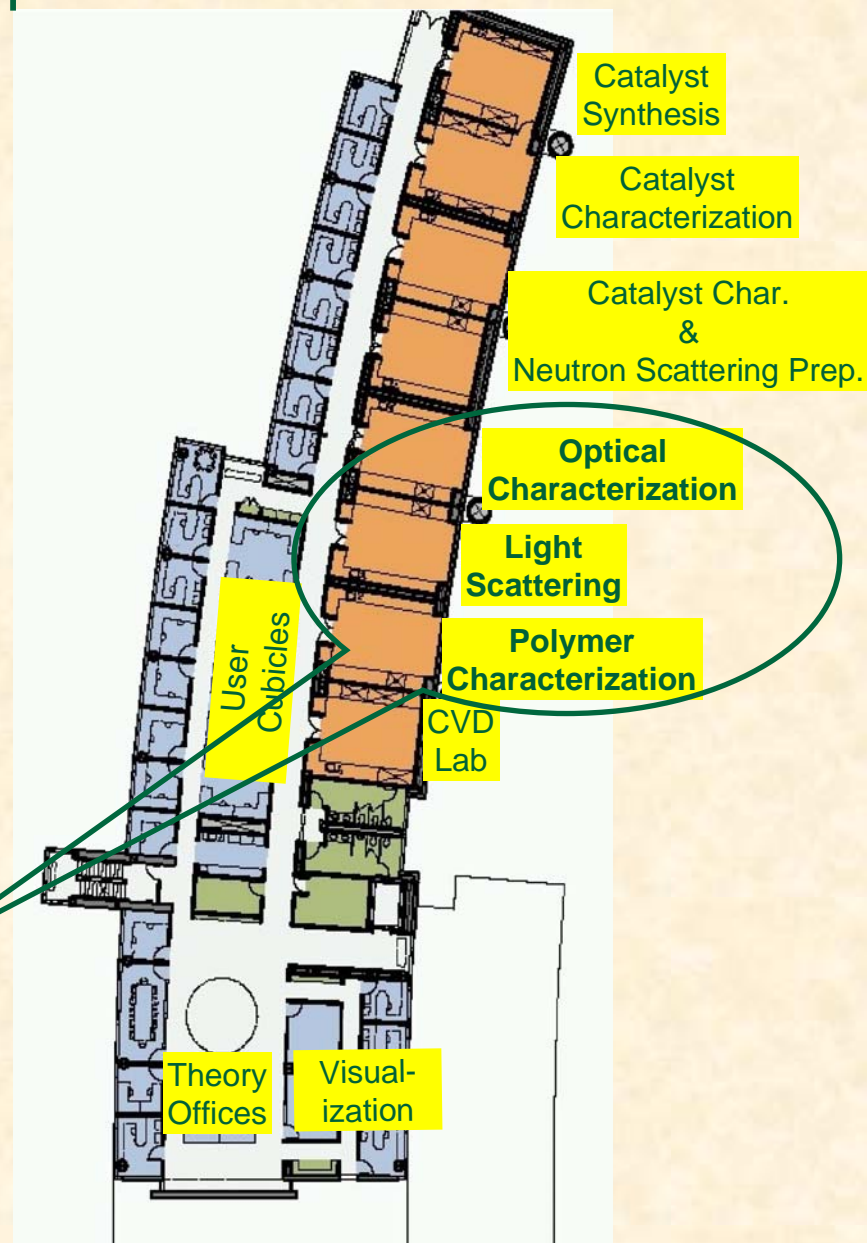 Catalyst
Synthesis
Catalyst
Characterization
Catalyst Char.
&
Neutron Scattering Prep.
Optical
Characterization
Light
Scattering
Polymer
Characterization
User
Cubicles
CVD
Lab
Theory
Offices
Visual-
ization